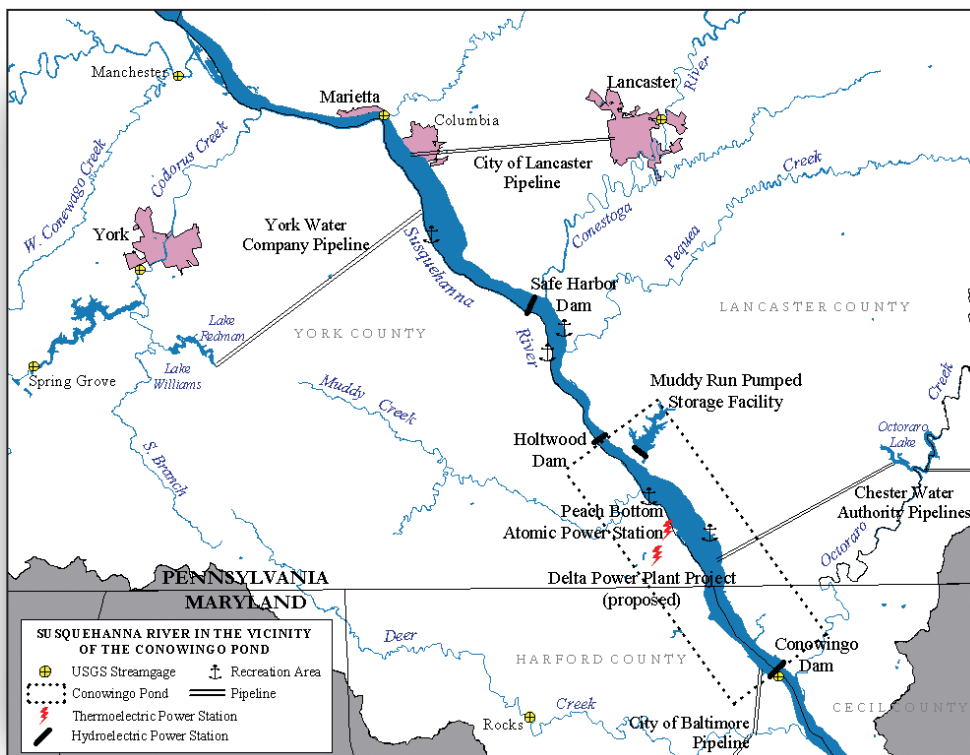 Manchester
Marietta
Columbia
Lancaster
River
City of Lancaster
Pipeline
Creek
W. Conewago Creek
Codorus Creek
York
York Water
Company Pipeline
Susquehanna
River
Conestoga
Pequea
Safe Harbor
Dam
LANCASTER COUNTY
YORK COUNTY
Lake
Redman
Lake
Williams
Spring Grove
Muddy Creek
Muddy Run Pumped
Storage Facility
Creek
Octoraro
Lake
Holtwood
Dam
S. Branch
Chester Water
Authority Pipelines
Peach Bottom
Atomic Power Station
Octoraro
Delta Power Plant Project
(proposed)
PENNSYLVANIA
MARYLAND
Deer
Creek
HARFORD COUNTY
Conowingo
Dam
CECIL COUNTY
Rocks
City of Baltimore
Pipeline
SUSQUEHANNA RIVER IN THE VICINITY
OF THE CONOWINGO POND
USGS Streamgage
Recreation Area
Conowingo Pond
Pipeline
Thermoelectric Power Station
Hydroelectric Power Station